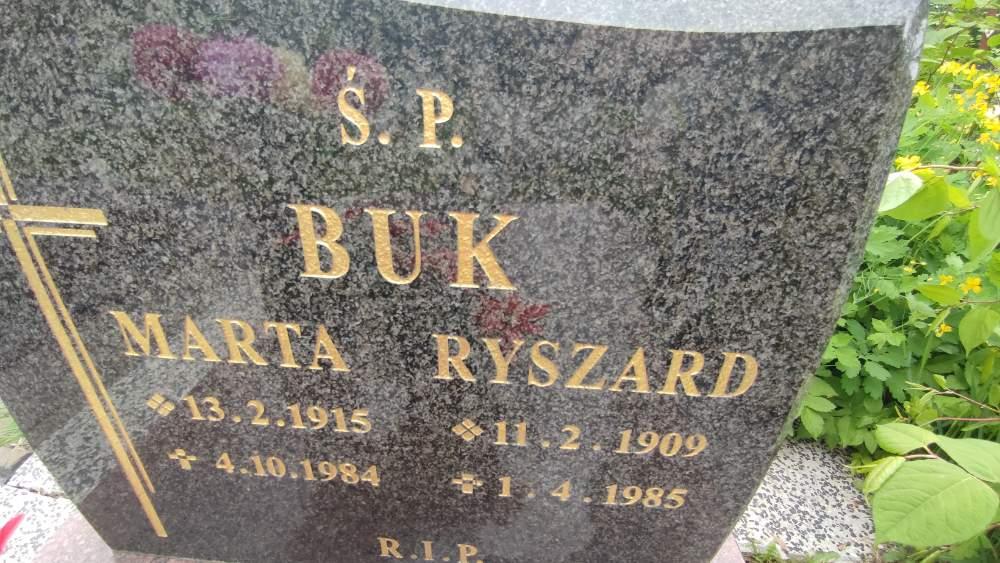 Ś. P.
BUK
MARTA RYSZARD
13.2.1915 11.2.1909
4.10.1984 1.4.1985
R.I.P.